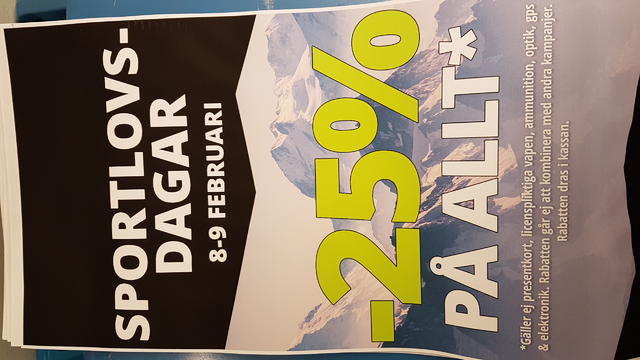 SPORTLOVS-
DAGAR
8-9 FEBRUARI
-25%
PÅ ALLT*
*Gäller ej presentkort, licenspliktiga vapen, ammunition, optik, gps
& elektronik. Rabatten går ej att kombinera med andra kampanjer.
Rabatten dras i kassan.